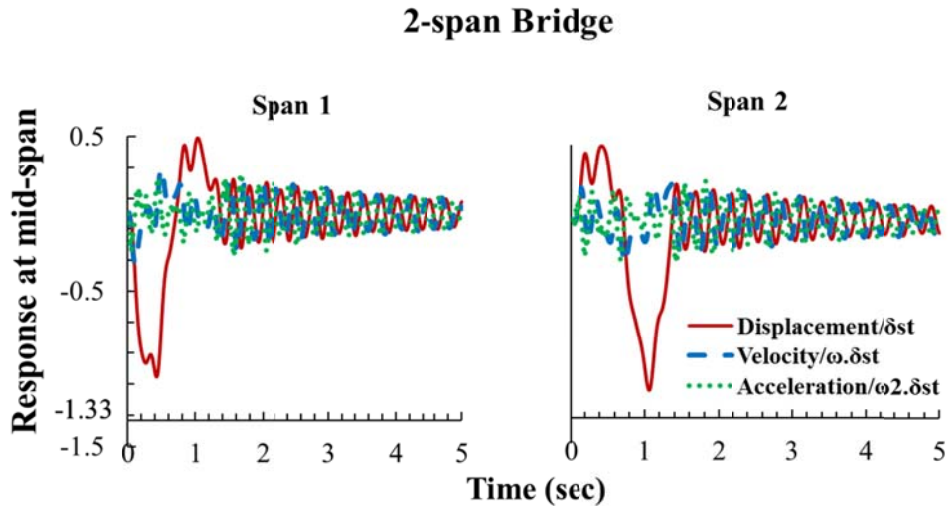 2-span Bridge
Span 1
Span 2
Response at mid-span
0.5
-0.5
-1.33
-1.5
0 1 2 3 4 5
0 1 2 3 4 5
Displacement/δst
Velocity/ω.δst
Acceleration/ω2.δst
Time (sec)